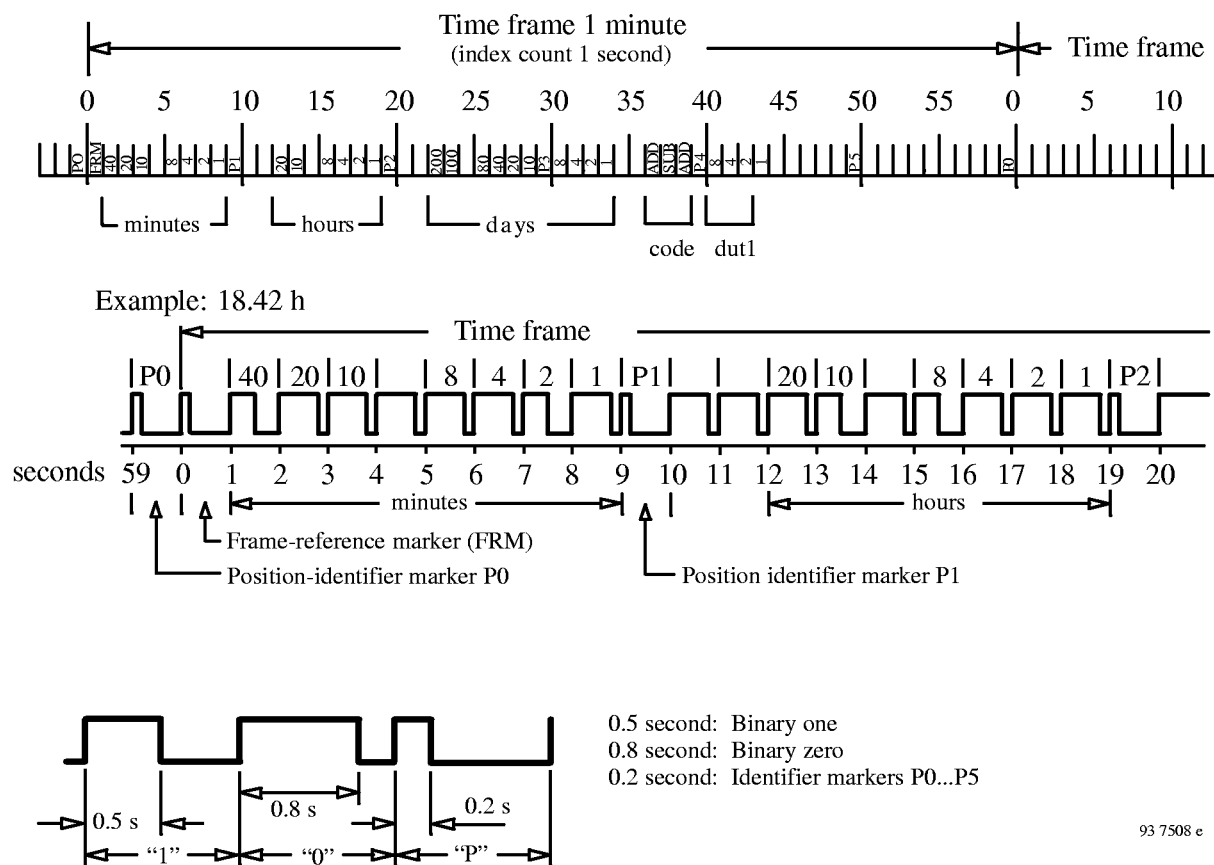 Time frame 1 minute
(index count 1 second)
Time frame
0 5 10 15 20 25 30 35 40 45 50 55 0 5 10
PO FRM 40 20 10 8 4 2 1 P1 20 10 8 4 2 1 P2 200 100 80 40 20 10 P3 8 4 2 1 ADD SUB ADD P4 8 4 2 1 P5
minutes hours days
code dut1
Example: 18.42 h
Time frame
P0 40 20 10 8 4 2 1 P1 20 10 8 4 2 1 P2
seconds 59 0 1 2 3 4 5 6 7 8 9 10 11 12 13 14 15 16 17 18 19 20
minutes hours
Frame-reference marker (FRM)
Position-identifier marker P0 Position identifier marker P1
0.5 second: Binary one
0.8 second: Binary zero
0.2 second: Identifier markers P0...P5
0.5 s 0.8 s 0.2 s
93 7508 e
“1” “0” “P”